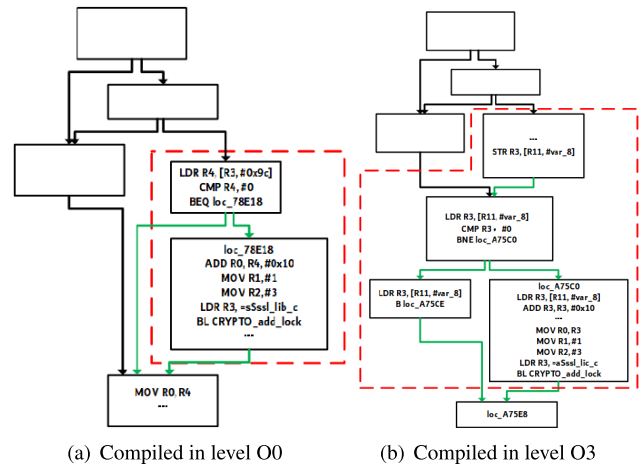 LDR R4, [R3, #0x9c]
CMP R4, #0
BEQ loc_78E18
loc_78E18
ADD R0, R4, #0x10
MOV R1, #1
MOV R2, #3
LDR R3, =sSssl_lib_c
BL CRYPTO_add_lock
....
MOV R0, R4
....
(a) Compiled in level O0
...
STR R3, [R11, #var_8]
LDR R3, [R11, #var_8]
CMP R3, #0
BNE loc_A75C0
LDR R3, [R11, #var_8]
B loc_A75CE
loc_A75C0
LDR R3, [R11, #var_8]
ADD R3, R3, #0x10
...
MOV R0, R3
MOV R1, #1
MOV R2, #3
LDR R3, =aSssl_lic_c
BL CRYPTO_add_lock
loc_A75E8
(b) Compiled in level O3